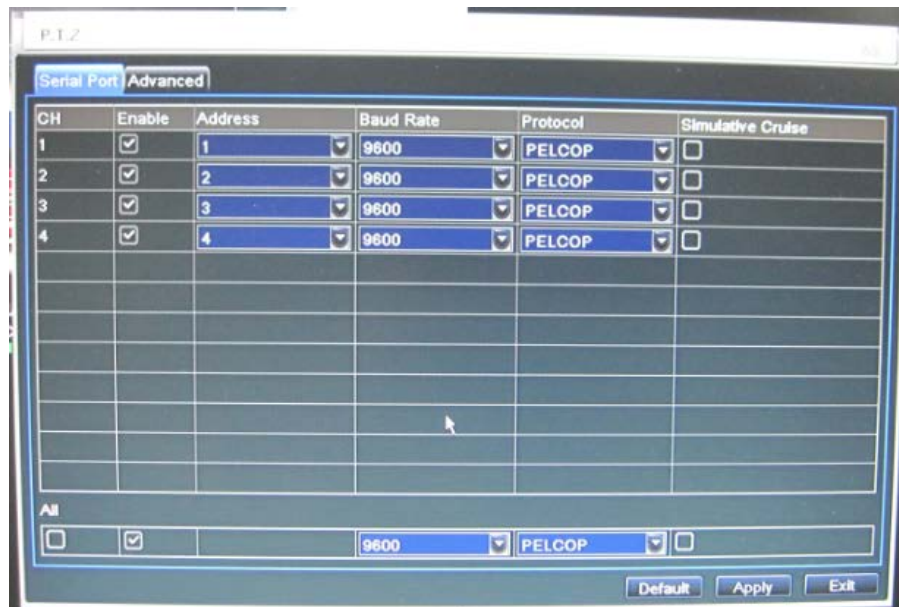 P.T.Z
Serial Port Advanced
CH Enable Address Baud Rate Protocol Simulative Cruise
1 1 9600 PELCOP
2 2 9600 PELCOP
3 3 9600 PELCOP
4 4 9600 PELCOP
All
9600 PELCOP
Default Apply Exit